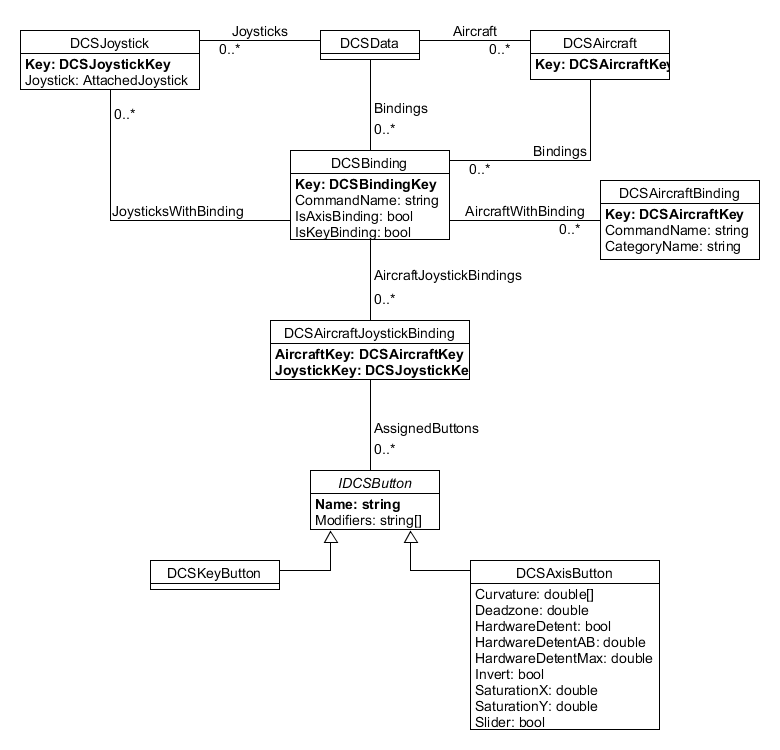 Joysticks
Aircraft
DCSJoystick
DCSData
DCSAircraft
0..*
0..*
Key: DCSJoystickKey
Joystick: AttachedJoystick
Key: DCSAircraftKey
0..*
Bindings
0..*
Bindings
0..*
DCSBinding
Key: DCSBindingKey
CommandName: string
IsAxisBinding: bool
IsKeyBinding: bool
JoysticksWithBinding
AircraftWithBinding
0..*
DCSAircraftBinding
Key: DCSAircraftKey
CommandName: string
CategoryName: string
AircraftJoystickBindings
0..*
DCSAircraftJoystickBinding
AircraftKey: DCSAircraftKey
JoystickKey: DCSJoystickKe
AssignedButtons
0..*
IDCSButton
Name: string
Modifiers: string[]
DCSKeyButton
DCSAxisButton
Curvature: double[]
Deadzone: double
HardwareDetent: bool
HardwareDetentAB: double
HardwareDetentMax: double
Invert: bool
SaturationX: double
SaturationY: double
Slider: bool